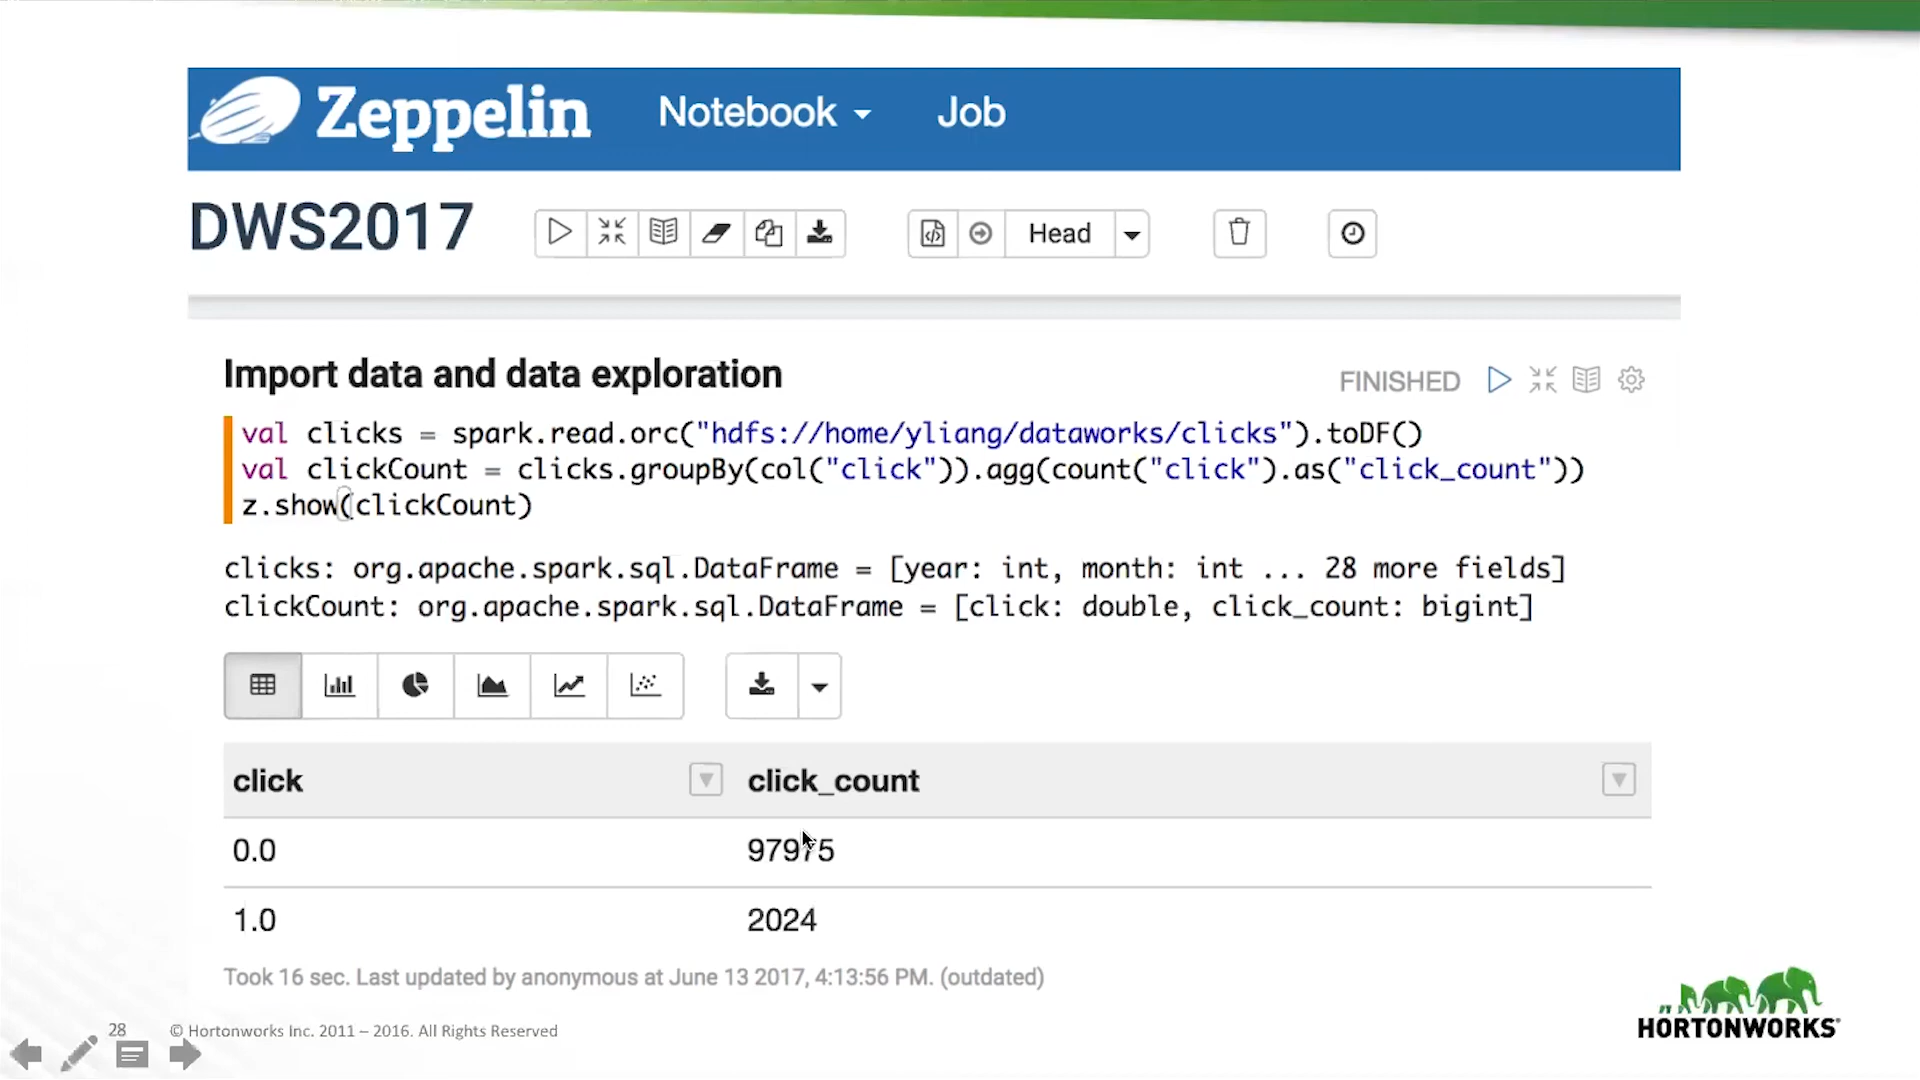 Zeppelin Notebook Job
DWS2017 Head
Import data and data exploration
FINISHED
val clicks = spark.read.orc("hdfs://home/yliang/dataworks/clicks").toDF()
val clickCount = clicks.groupBy(col("click")).agg(count("click").as("click_count"))
z.show(clickCount)
clicks: org.apache.spark.sql.DataFrame = [year: int, month: int ... 28 more fields]
clickCount: org.apache.spark.sql.DataFrame = [click: double, click_count: bigint]
click click_count
0.0 97975
1.0 2024
Took 16 sec. Last updated by anonymous at June 13 2017, 4:13:56 PM. (outdated)
28 © Hortonworks Inc. 2011 – 2016. All Rights Reserved
HORTONWORKS